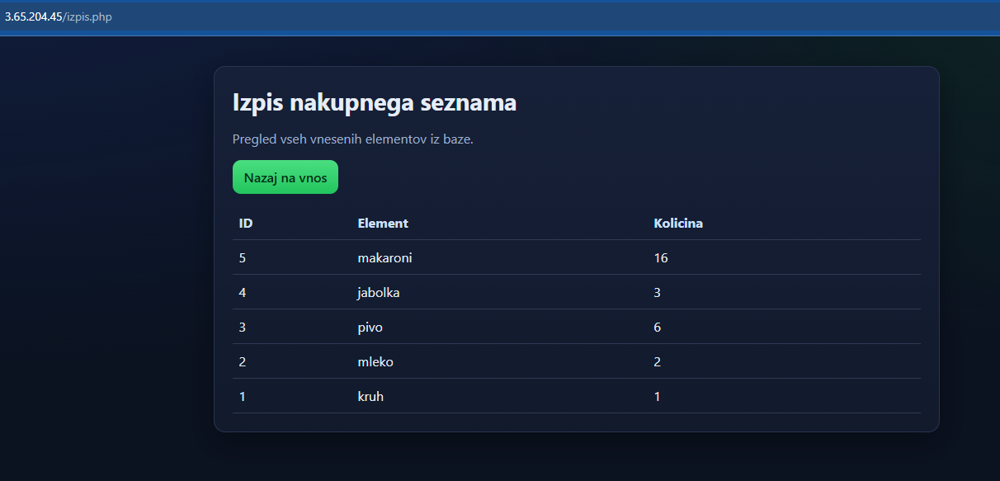 3.65.204.45/izpis.php
Izpis nakupnega seznama
Pregled vseh vnesenih elementov iz baze.
Nazaj na vnos
ID Element Kolicina
5 makaroni 16
4 jabolka 3
3 pivo 6
2 mleko 2
1 kruh 1